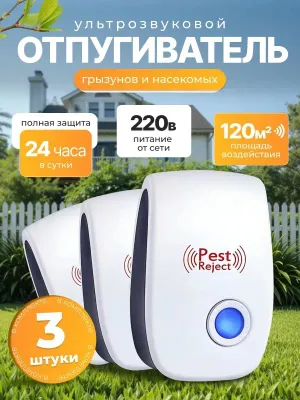 УЛЬТРОЗВУКОВОЙ
ОТПУГИВАТЕЛЬ
грызунов и насекомых
полная защита
24 часа
в сутки
220в
питание
от сети
120м²
площадь
воздействия
Pest
Reject
3
штуки